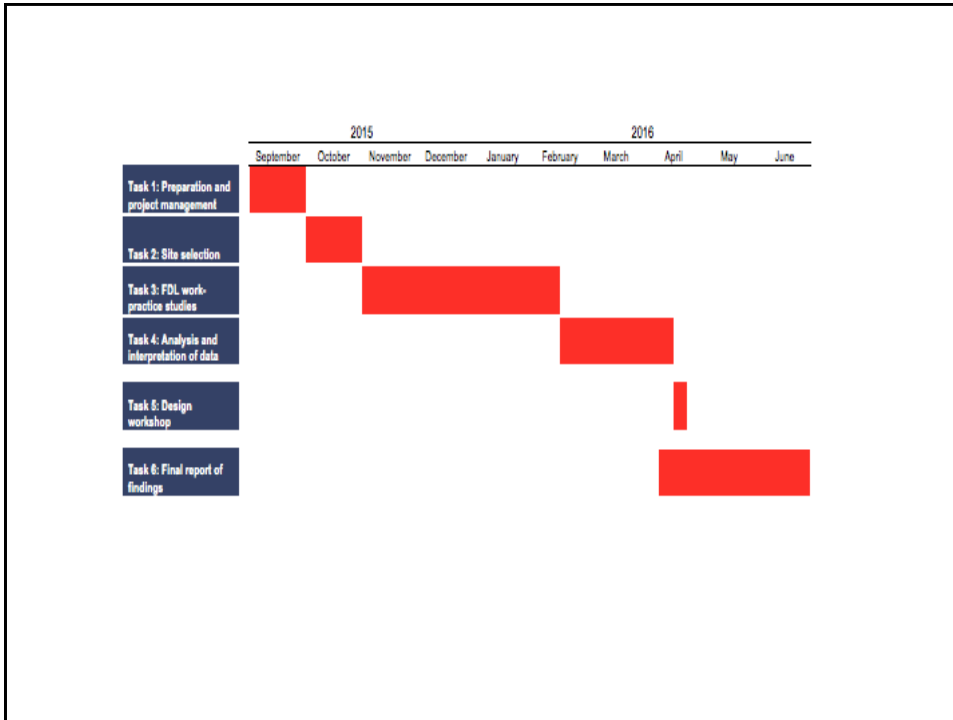 2015 2016
September October November December January February March April May June
Task 1: Preparation and
project management
Task 2: Site selection
Task 3: FDL work-
practice studies
Task 4: Analysis and
interpretation of data
Task 5: Design
workshop
Task 6: Final report of
findings